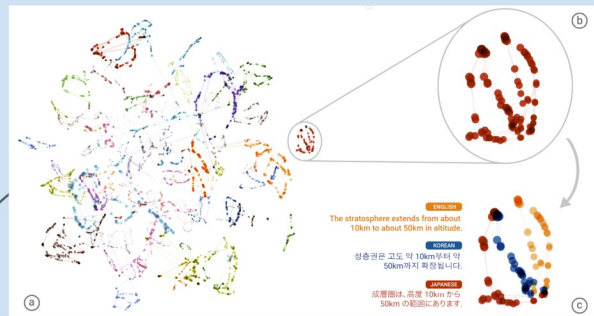 b
ENGLISH
The stratosphere extends from about
10km to about 50km in altitude.
KOREAN
성층권은 고도 약 10km부터 약
50km까지 확장됩니다.
JAPANESE
成層圏は、高度 10km から
50km の範囲にあります。
a
c